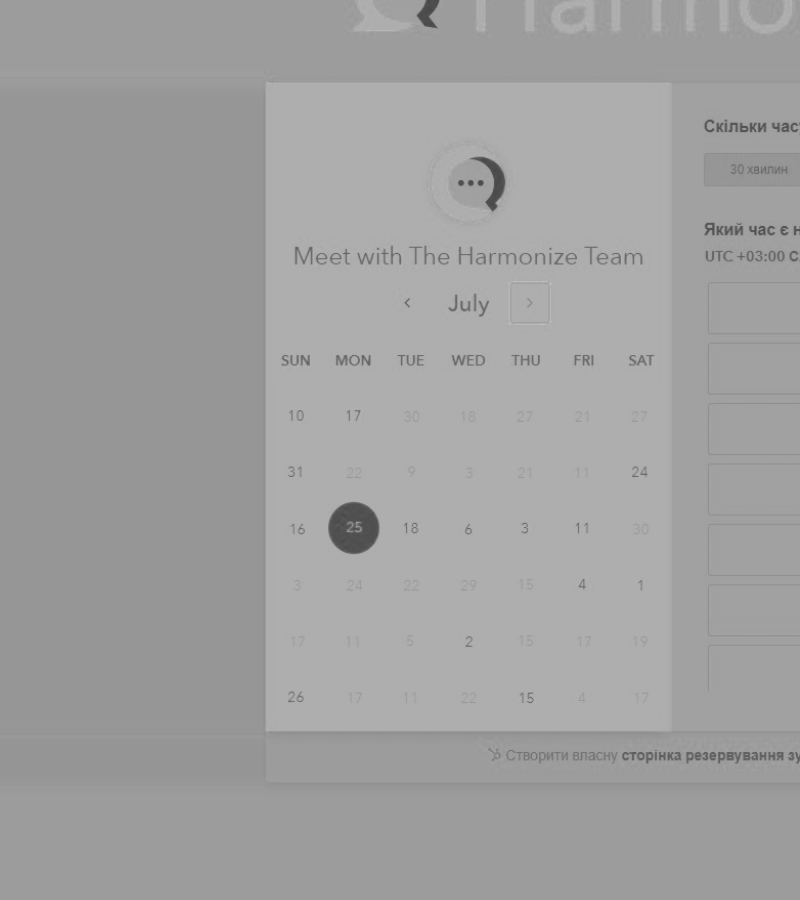 Harmo
Meet with The Harmonize Team
July
SUN MON TUE WED THU FRI SAT
10 17 30 18 27 21 27
31 22 9 3 21 11 24
16 25 18 6 3 11 30
3 24 22 29 15 4 1
17 11 5 2 15 17 19
26 17 11 22 15 4 17
Скільки час
30 хвилин
Який час є н
UTC +03:00 С
Створити власну сторінка резервування зу